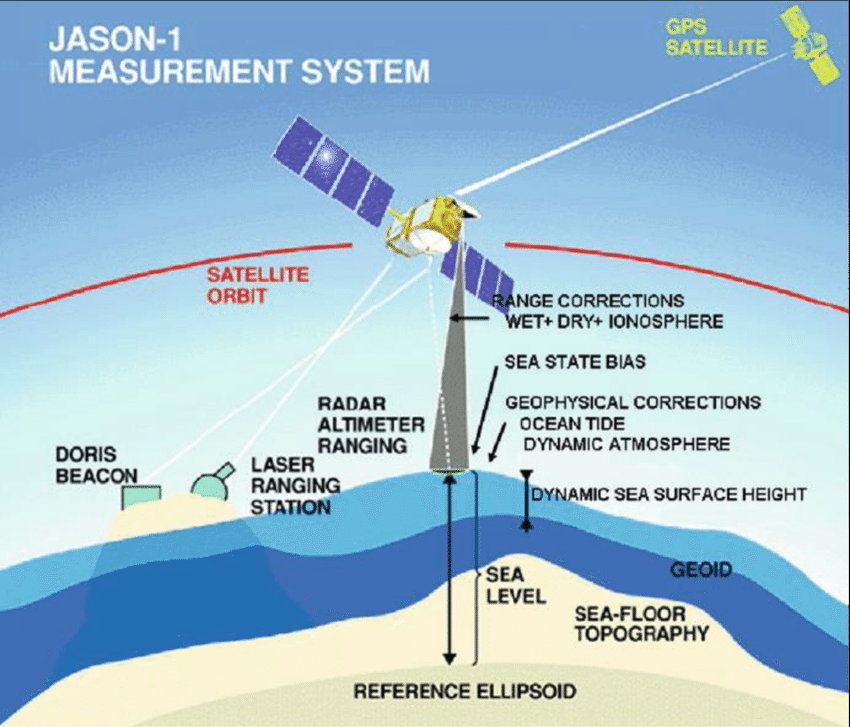 JASON-1
MEASUREMENT SYSTEM
GPS
SATELLITE
SATELLITE
ORBIT
RANGE CORRECTIONS
WET+ DRY+ IONOSPHERE
SEA STATE BIAS
RADAR
ALTIMETER
RANGING
GEOPHYSICAL CORRECTIONS
OCEAN TIDE
DYNAMIC ATMOSPHERE
DORIS
BEACON
LASER
RANGING
STATION
DYNAMIC SEA SURFACE HEIGHT
GEOID
SEA
LEVEL
SEA-FLOOR
TOPOGRAPHY
REFERENCE ELLIPSOID